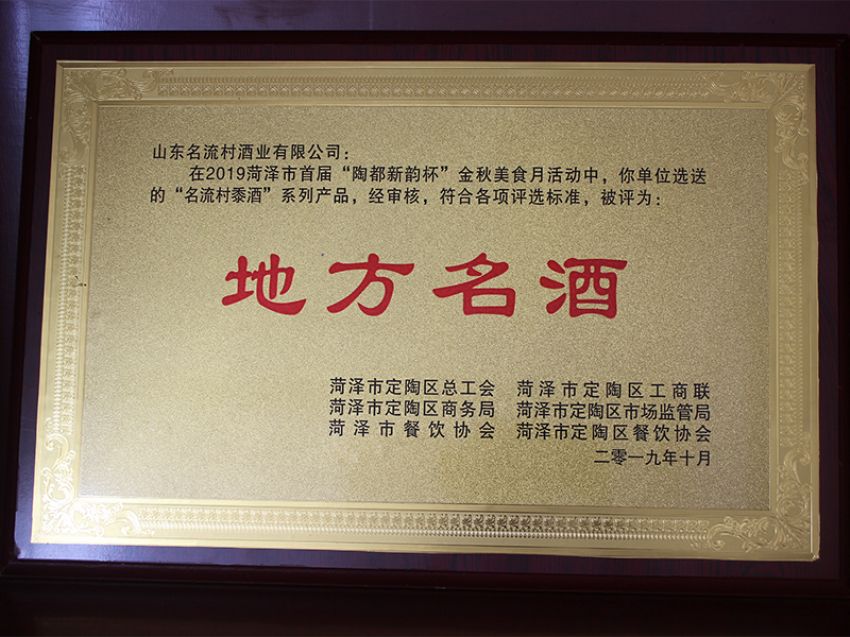 山东名流村酒业有限公司：
在2019菏泽市首届“陶都新韵杯”金秋美食月活动中，你单位选送
的“名流村黍酒”系列产品，经审核，符合各项评选标准，被评为：
地方名酒
菏泽市定陶区总工会 菏泽市定陶区工商联
菏泽市定陶区商务局 菏泽市定陶区市场监管局
菏泽市餐饮协会 菏泽市定陶区餐饮协会
二零一九年十月